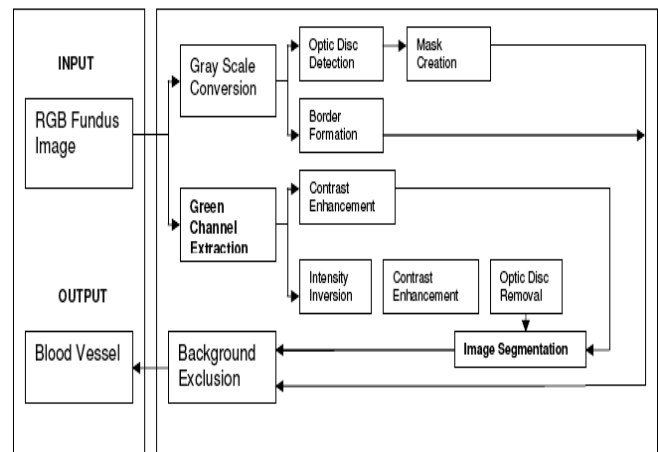 INPUT
RGB Fundus
Image
OUTPUT
Blood Vessel
Gray Scale
Conversion
Optic Disc
Detection
Mask
Creation
Border
Formation
Green
Channel
Extraction
Contrast
Enhancement
Intensity
Inversion
Contrast
Enhancement
Optic Disc
Removal
Image Segmentation
Background
Exclusion